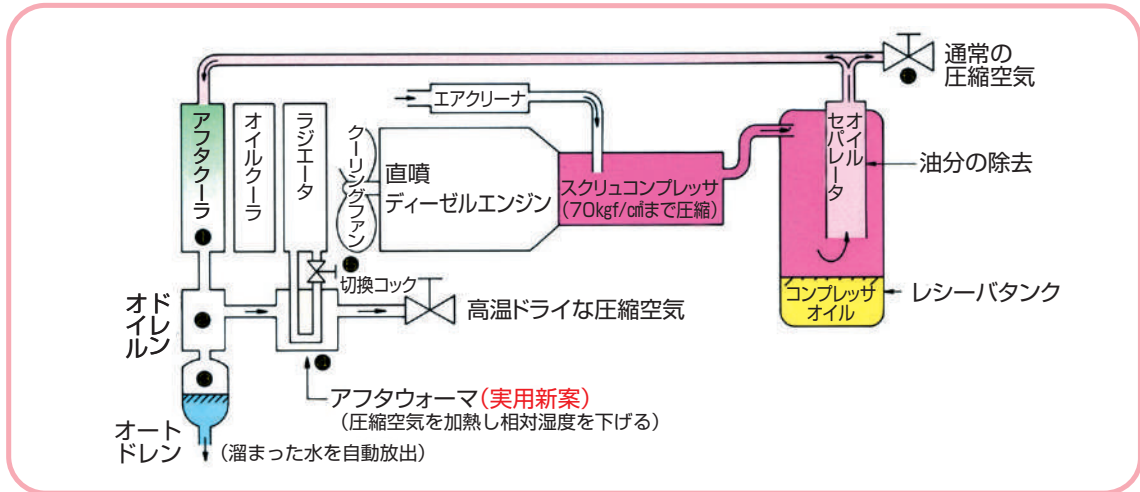 通常の
圧縮空気
エアクリーナ
アフタクーラ
オイルクーラ
ラジエータ
クーリングファン
直噴
ディーゼルエンジン
スクリュコンプレッサ
(70kgf/c㎡まで圧縮)
オイル
セパレータ
油分の除去
切換コック
コンプレッサ
オイル
レシーバタンク
ドレン
オイル
高温ドライな圧縮空気
アフタウォーマ(実用新案)
(圧縮空気を加熱し相対湿度を下げる)
オート
ドレン
(溜まった水を自動放出)